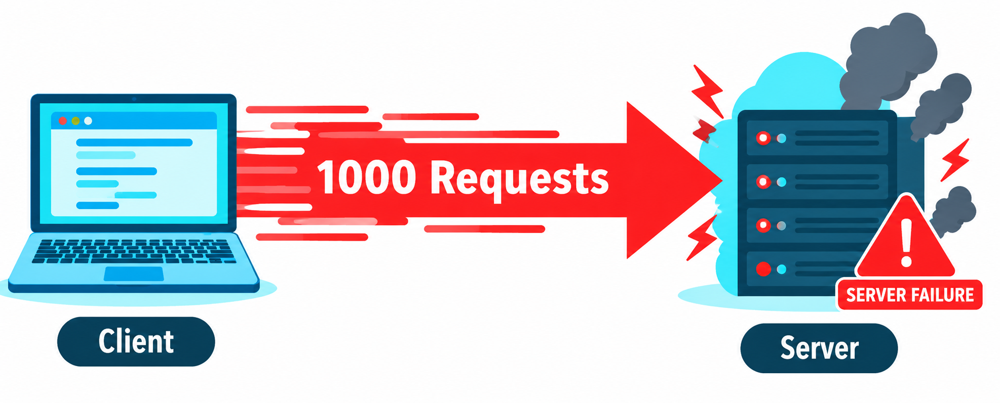 1000 Requests
SERVER FAILURE
Client
Server